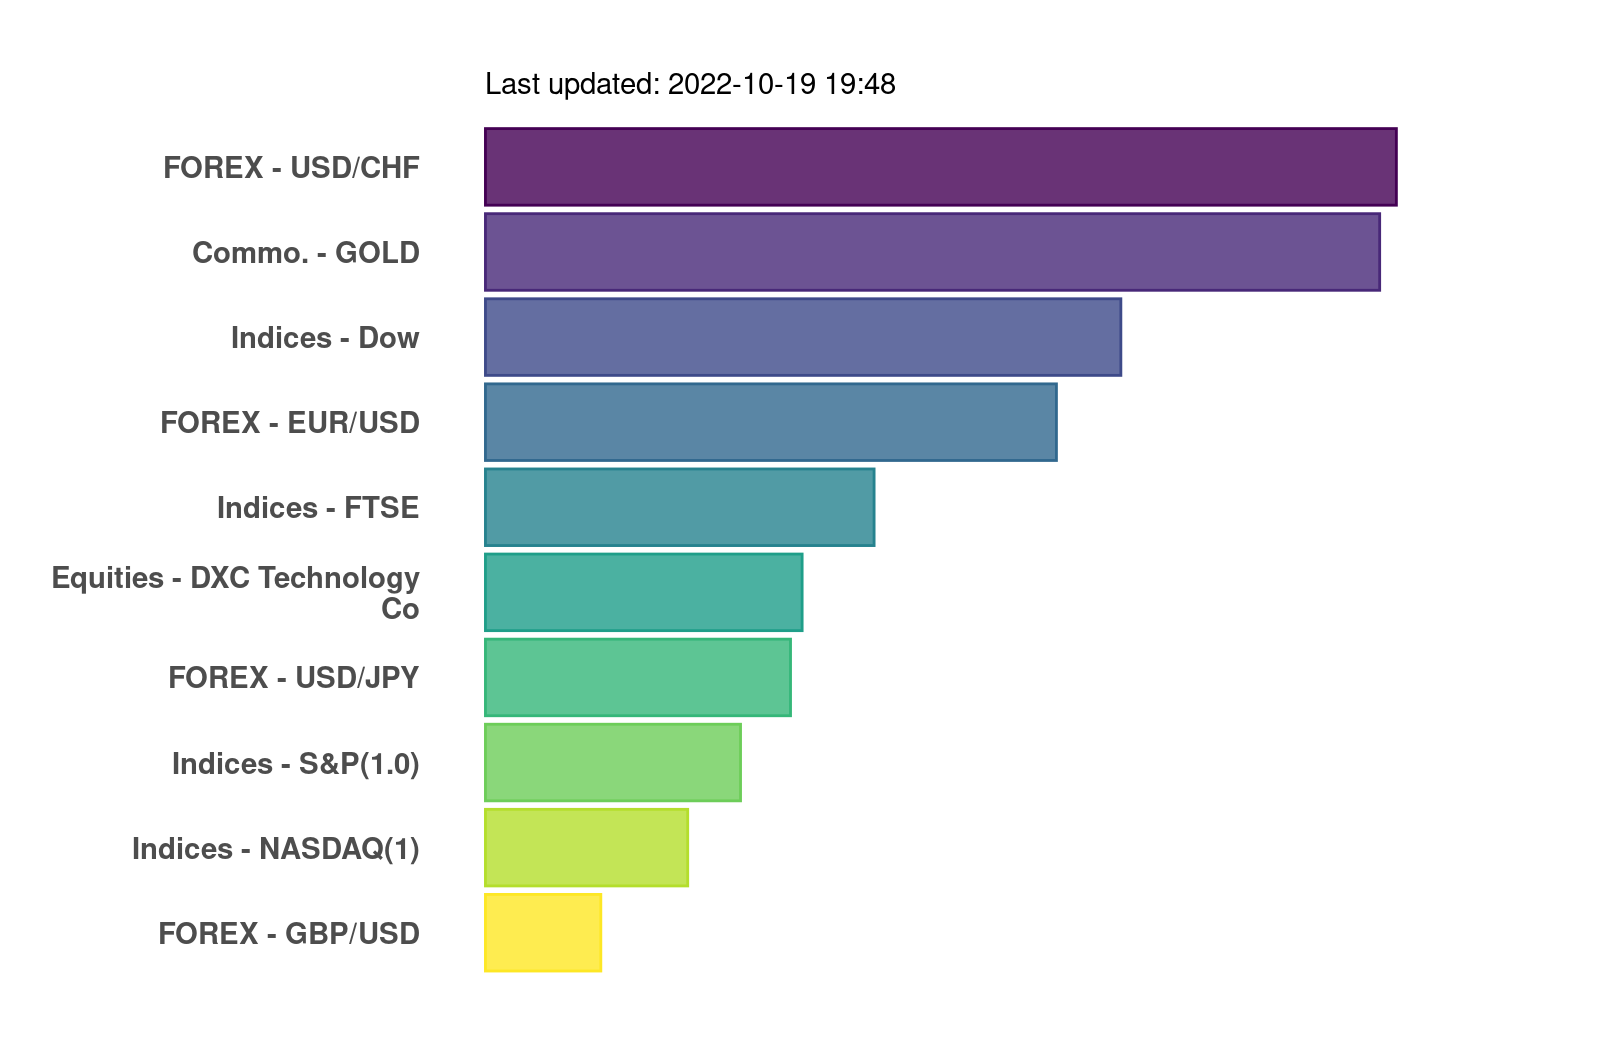 Last updated: 2022-10-19 19:48
FOREX - USD/CHF
Commo. - GOLD
Indices - Dow
FOREX - EUR/USD
Indices - FTSE
Equities - DXC Technology
Co
FOREX - USD/JPY
Indices - S&P(1.0)
Indices - NASDAQ(1)
FOREX - GBP/USD